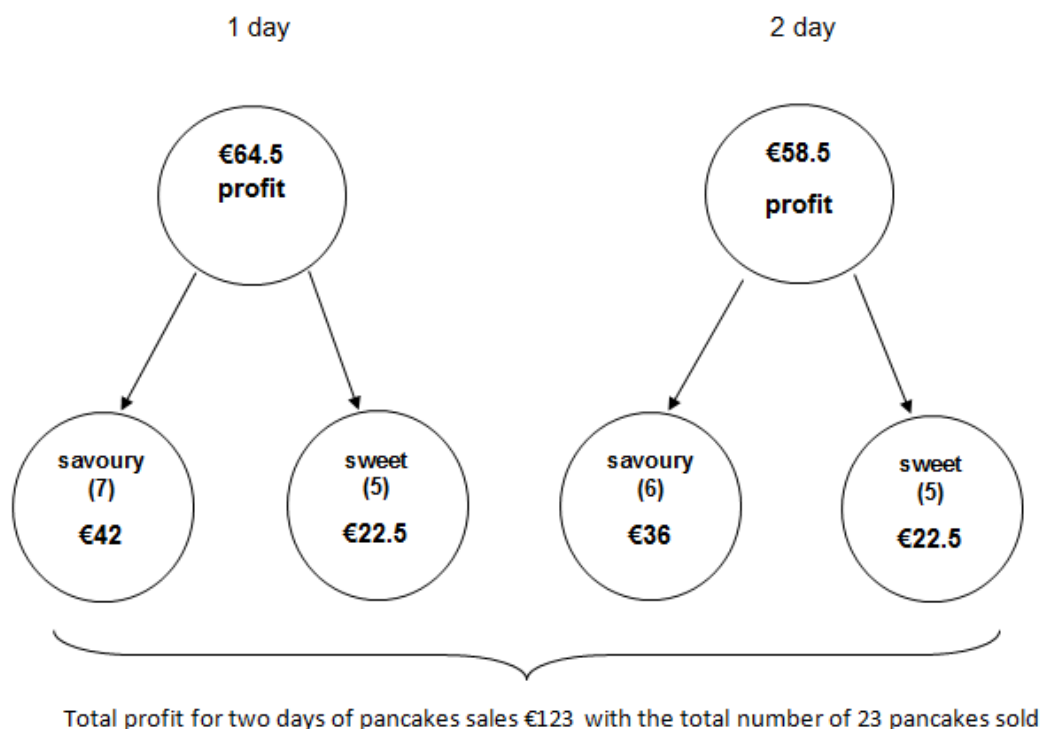 1 day
2 day
€64.5
profit
€58.5
profit
savoury
(7)
€42
sweet
(5)
€22.5
savoury
(6)
€36
sweet
(5)
€22.5
Total profit for two days of pancakes sales €123 with the total number of 23 pancakes sold